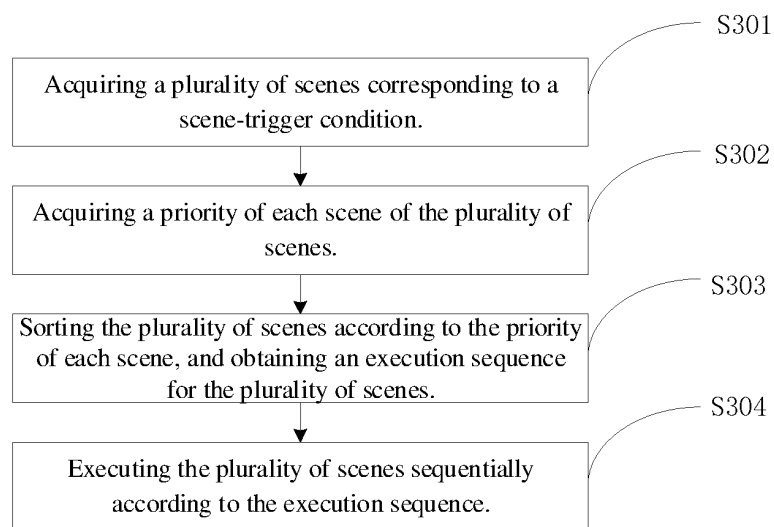 S301
Acquiring a plurality of scenes corresponding to a
scene-trigger condition.
S302
Acquiring a priority of each scene of the plurality of
scenes.
S303
Sorting the plurality of scenes according to the priority
of each scene, and obtaining an execution sequence
for the plurality of scenes.
S304
Executing the plurality of scenes sequentially
according to the execution sequence.